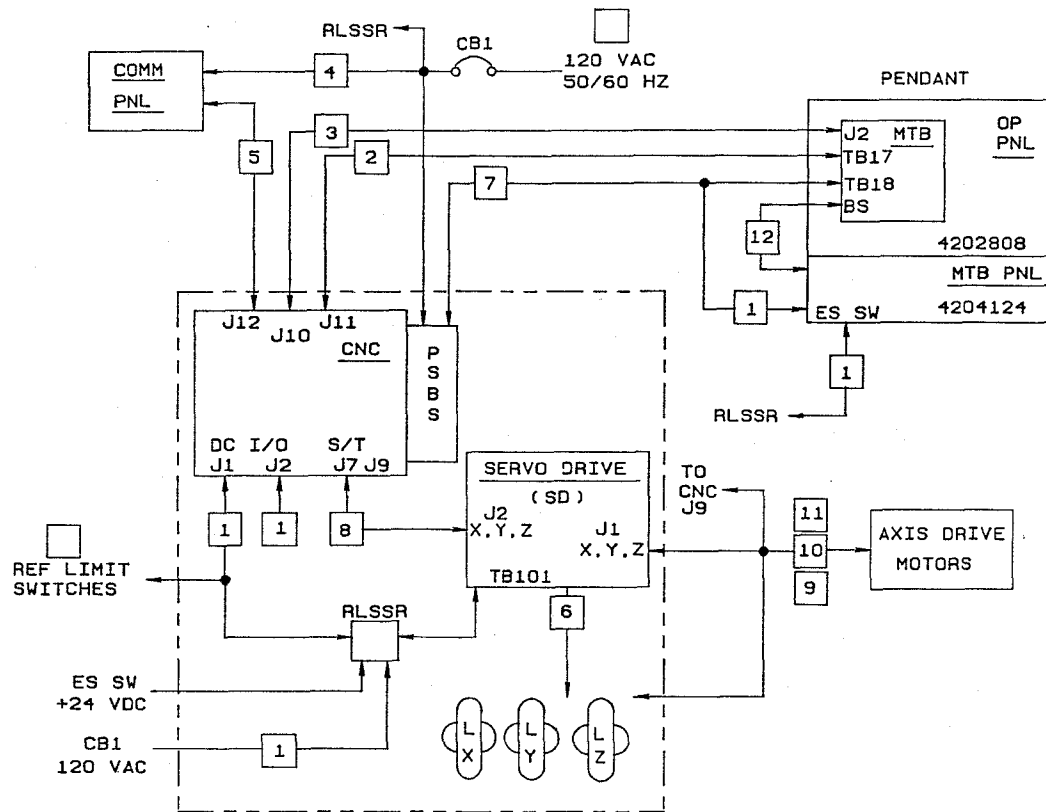 RLSSR
CB1
120 VAC
50/60 HZ
COMM
PNL
4
5
3
2
7
PENDANT
OP
PNL
J2
MTB
TB17
TB18
BS
12
4202808
MTB PNL
4204124
ES SW
1
1
RLSSR
J12
J10
J11
CNC
P
S
B
S
DC I/O
S/T
J1
J2
J7
J9
1
1
8
SERVO DRIVE
(SD)
J2
X,Y,Z
J1
X,Y,Z
TB101
TO
CNC
J9
11
10
9
AXIS DRIVE
MOTORS
REF LIMIT
SWITCHES
RLSSR
6
ES SW
+24 VDC
CB1
120 VAC
1
L
X
L
Y
L
Z